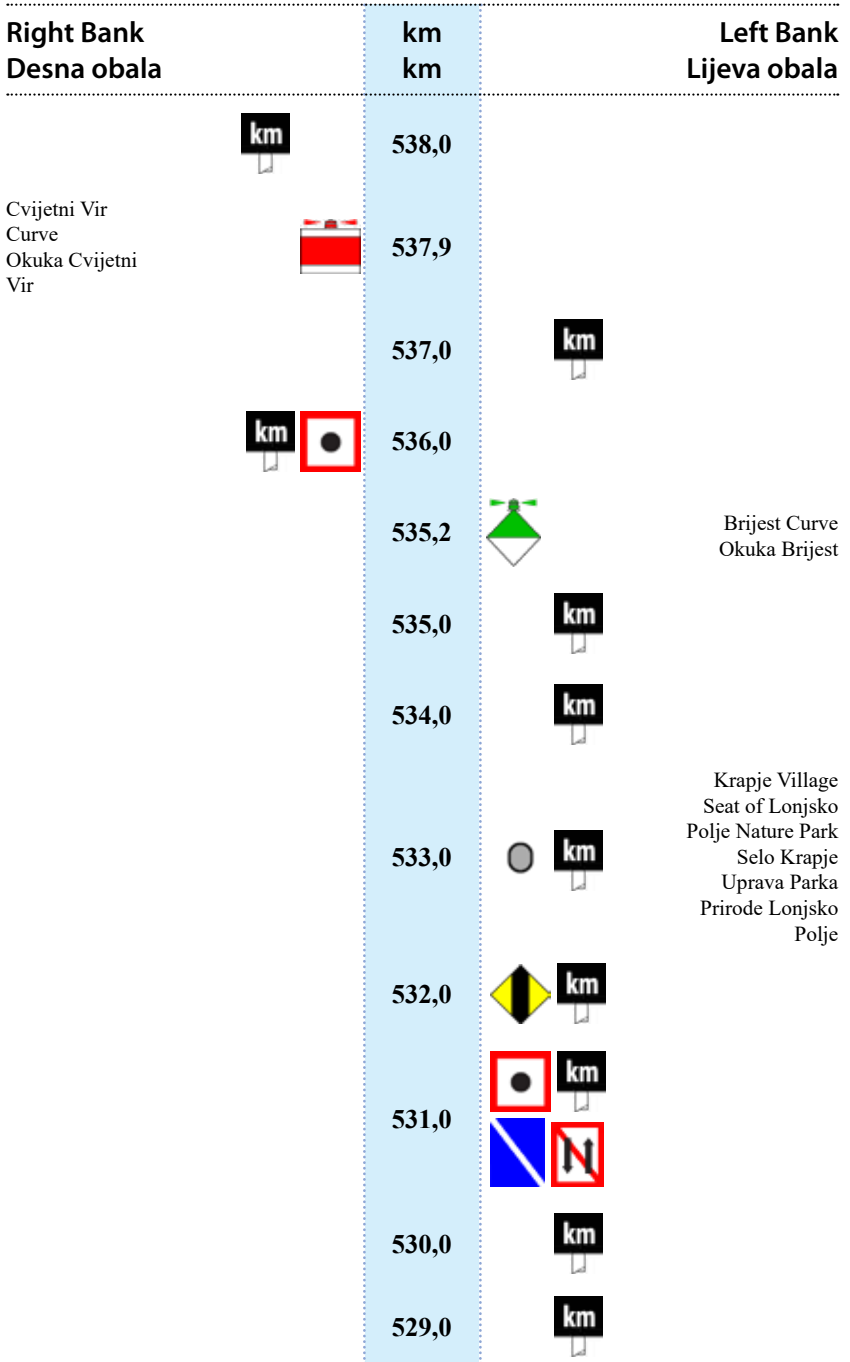 Right Bank
Desna obala
km
km
Left Bank
Lijeva obala
km
538,0
Cvijetni Vir
Curve
Okuka Cvijetni
Vir
537,9
537,0
km
km
536,0
535,2
Brijest Curve
Okuka Brijest
535,0
km
534,0
km
533,0
km
Krapje Village
Seat of Lonjsko
Polje Nature Park
Selo Krapje
Uprava Parka
Prirode Lonjsko
Polje
532,0
km
531,0
km
530,0
km
529,0
km